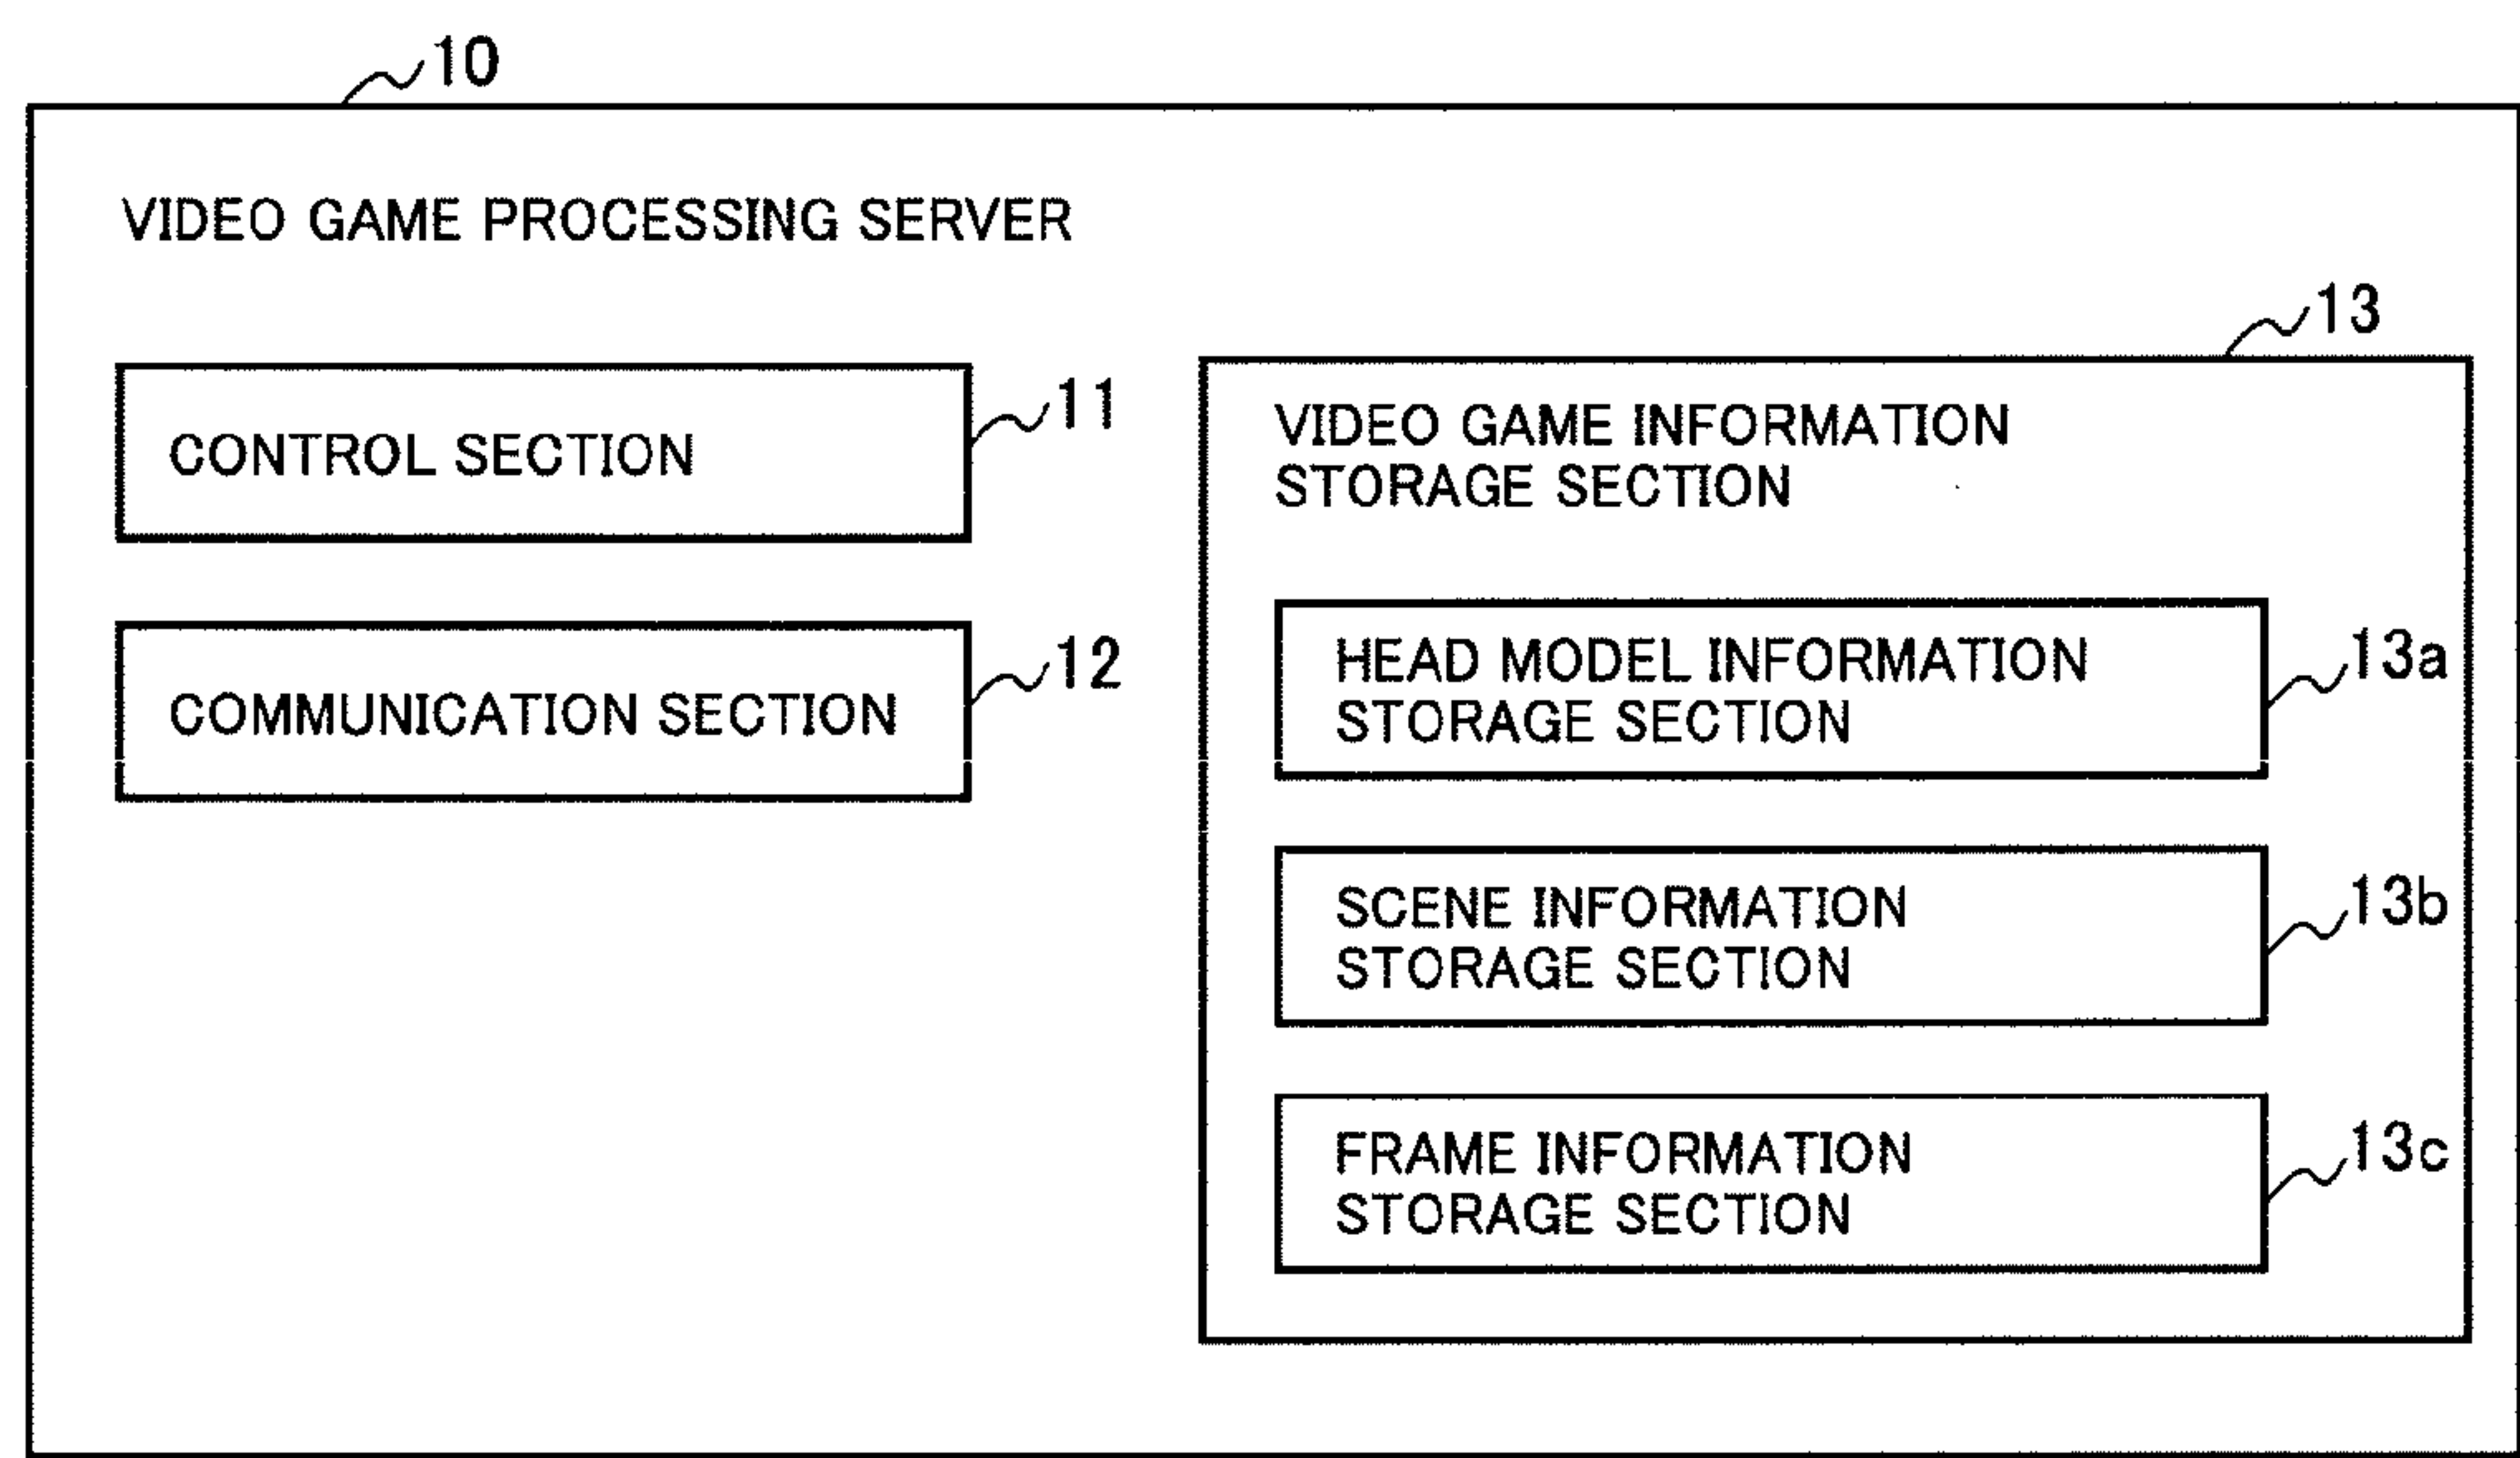 10
VIDEO GAME PROCESSING SERVER
CONTROL SECTION
11
COMMUNICATION SECTION
12
13
VIDEO GAME INFORMATION
STORAGE SECTION
HEAD MODEL INFORMATION
STORAGE SECTION
13a
SCENE INFORMATION
STORAGE SECTION
13b
FRAME INFORMATION
STORAGE SECTION
13c